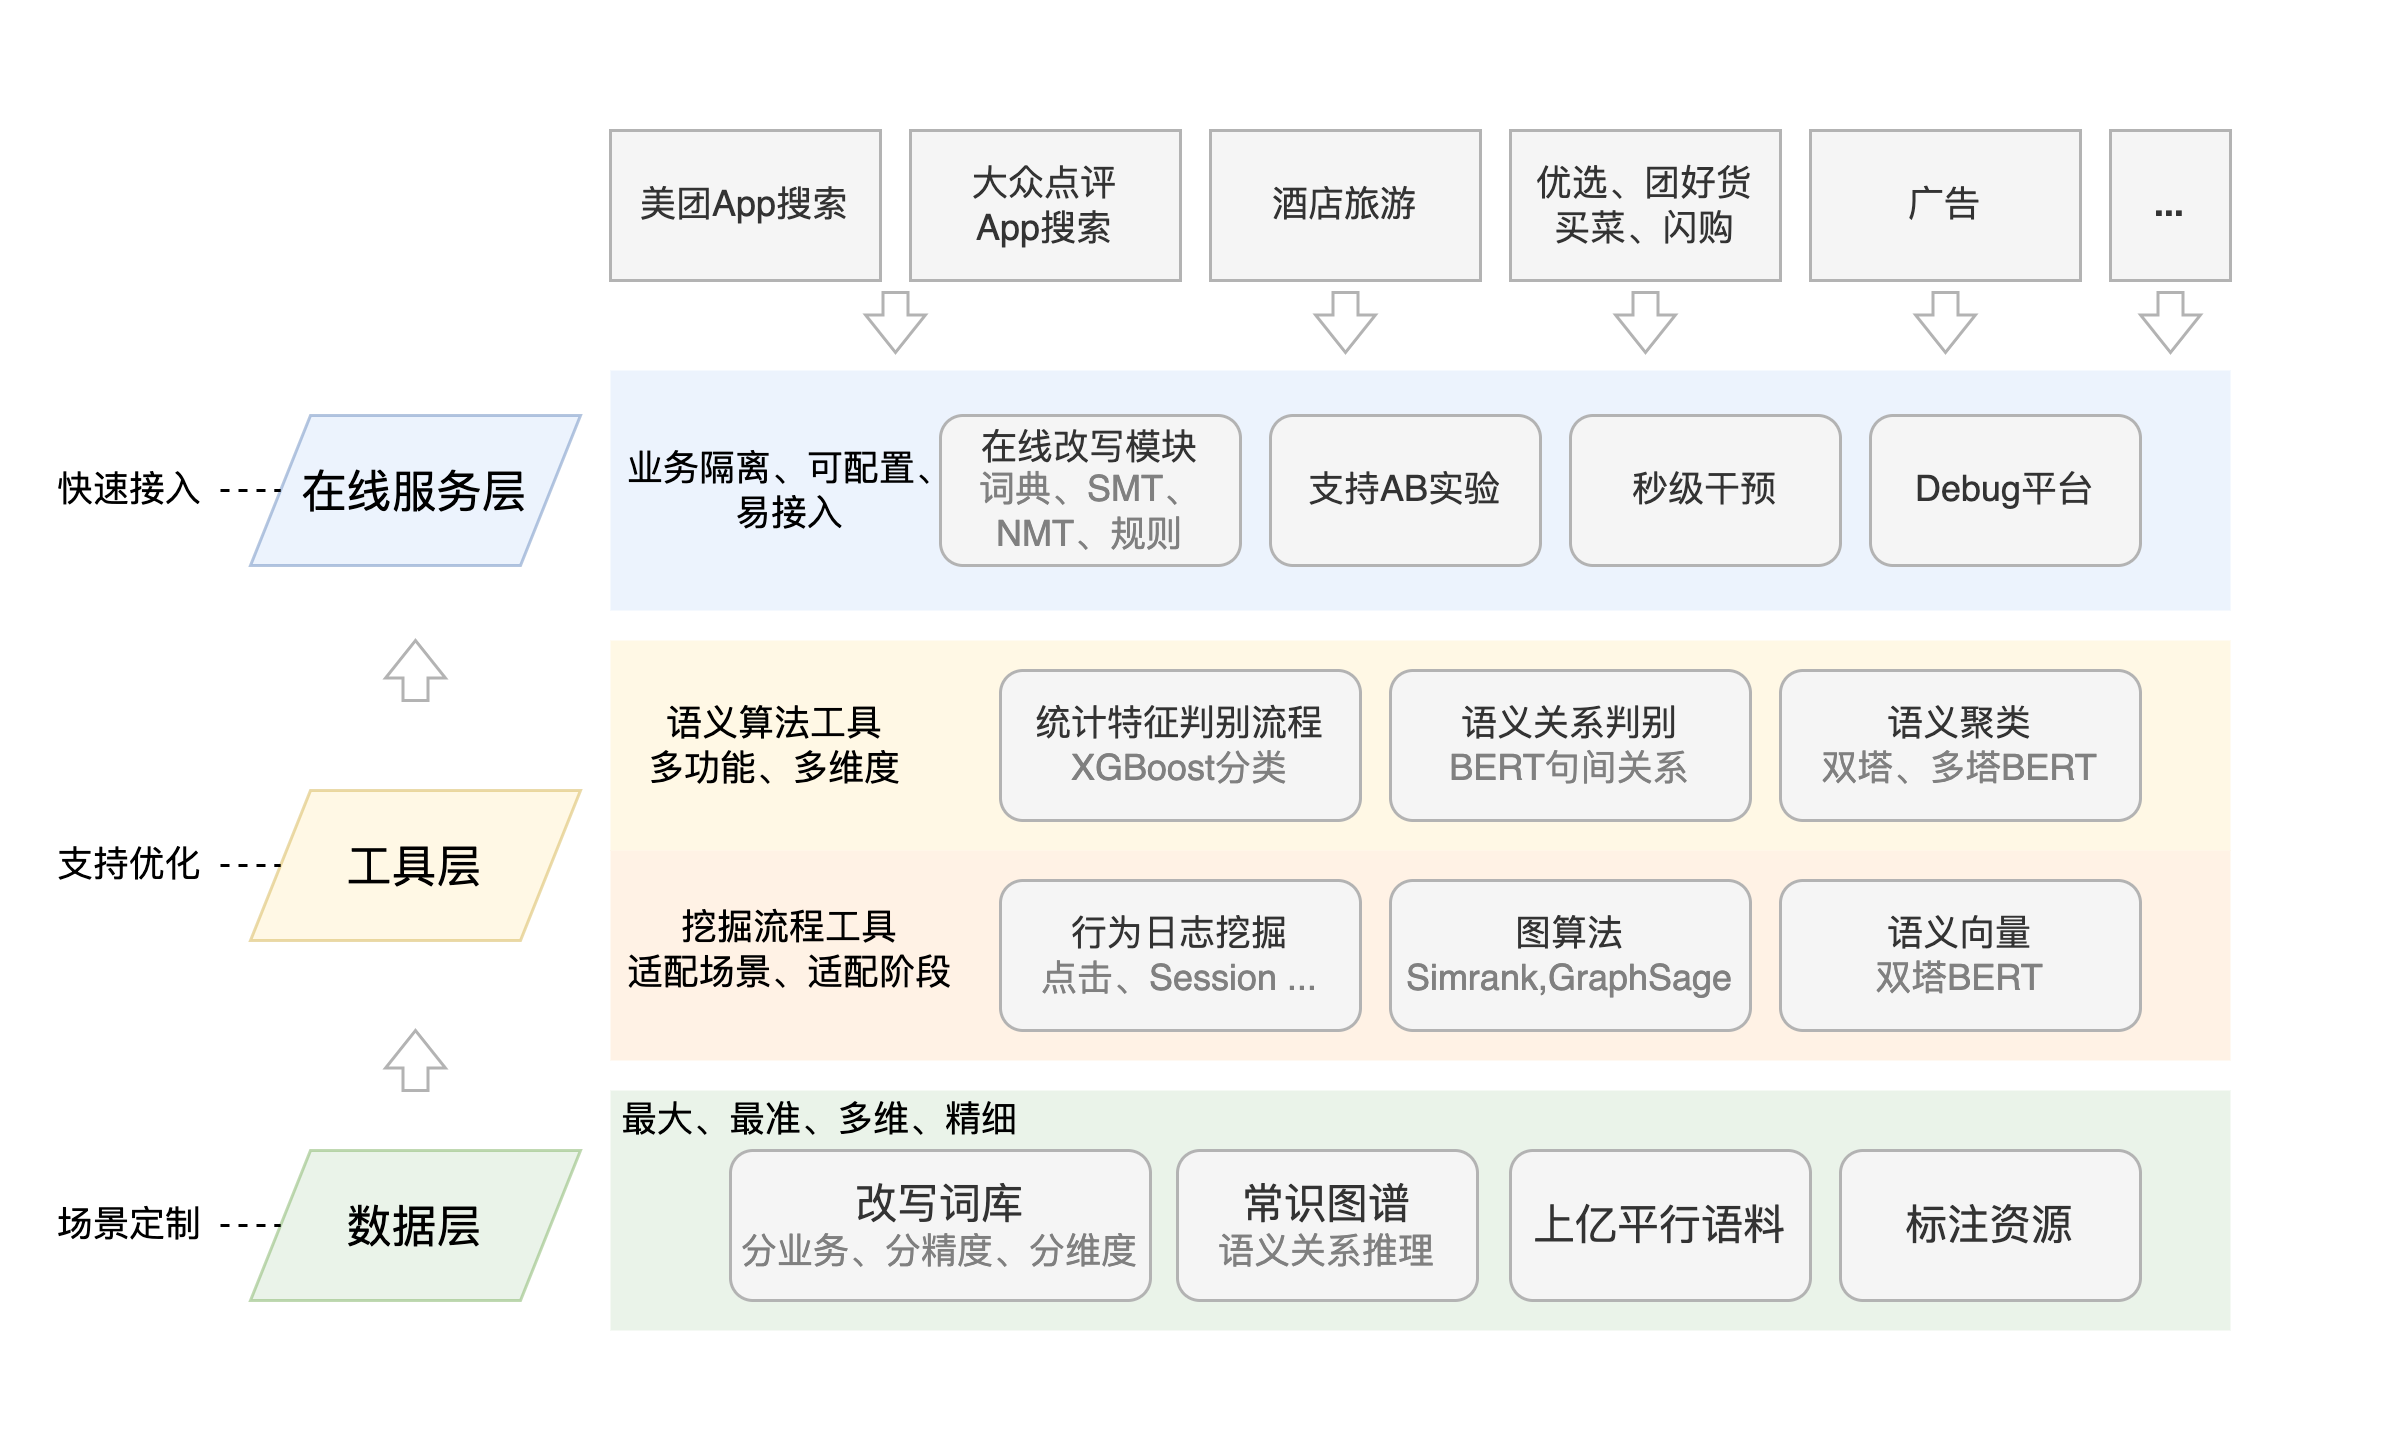 美团App搜索
大众点评
App搜索
酒店旅游
优选、团好货
买菜、闪购
广告
...
快速接入
在线服务层
业务隔离、可配置、
易接入
在线改写模块
词典、SMT、
NMT、规则
支持AB实验
秒级干预
Debug平台
支持优化
工具层
语义算法工具
多功能、多维度
统计特征判别流程
XGBoost分类
语义关系判别
BERT句间关系
语义聚类
双塔、多塔BERT
挖掘流程工具
适配场景、适配阶段
行为日志挖掘
点击、Session ...
图算法
Simrank,GraphSage
语义向量
双塔BERT
场景定制
数据层
最大、最准、多维、精细
改写词库
分业务、分精度、分维度
常识图谱
语义关系推理
上亿平行语料
标注资源